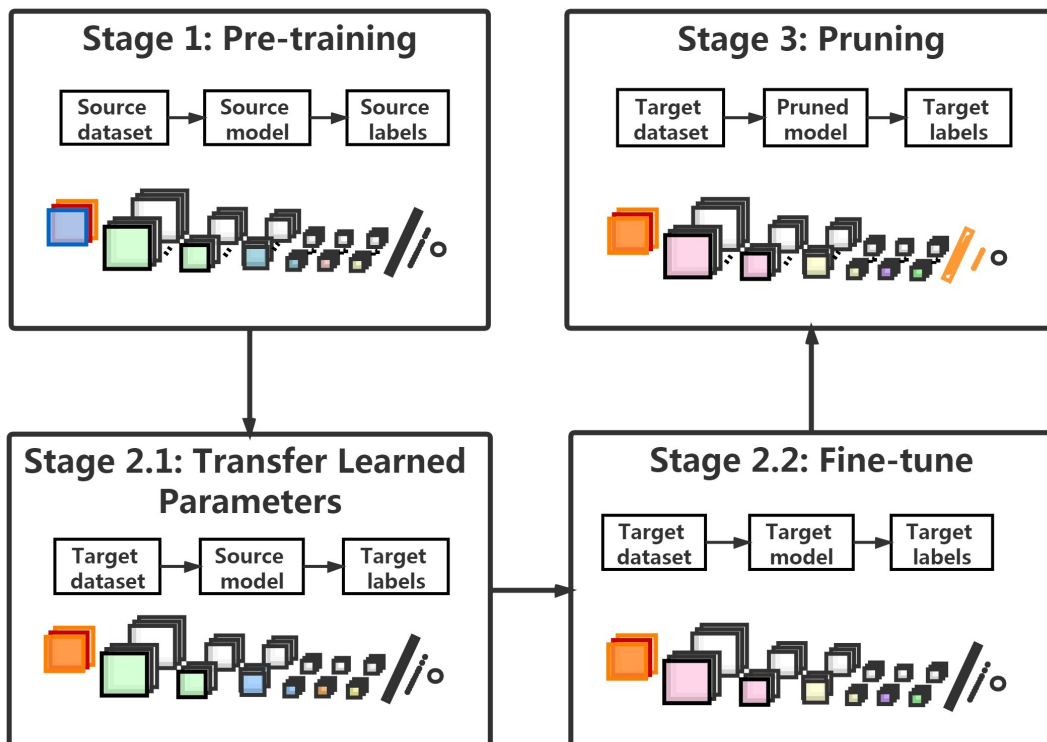 Stage 1: Pre-training
Source
dataset
Source
model
Source
labels
Stage 3: Pruning
Target
dataset
Pruned
model
Target
labels
Stage 2.1: Transfer Learned
Parameters
Target
dataset
Source
model
Target
labels
Stage 2.2: Fine-tune
Target
dataset
Target
model
Target
labels